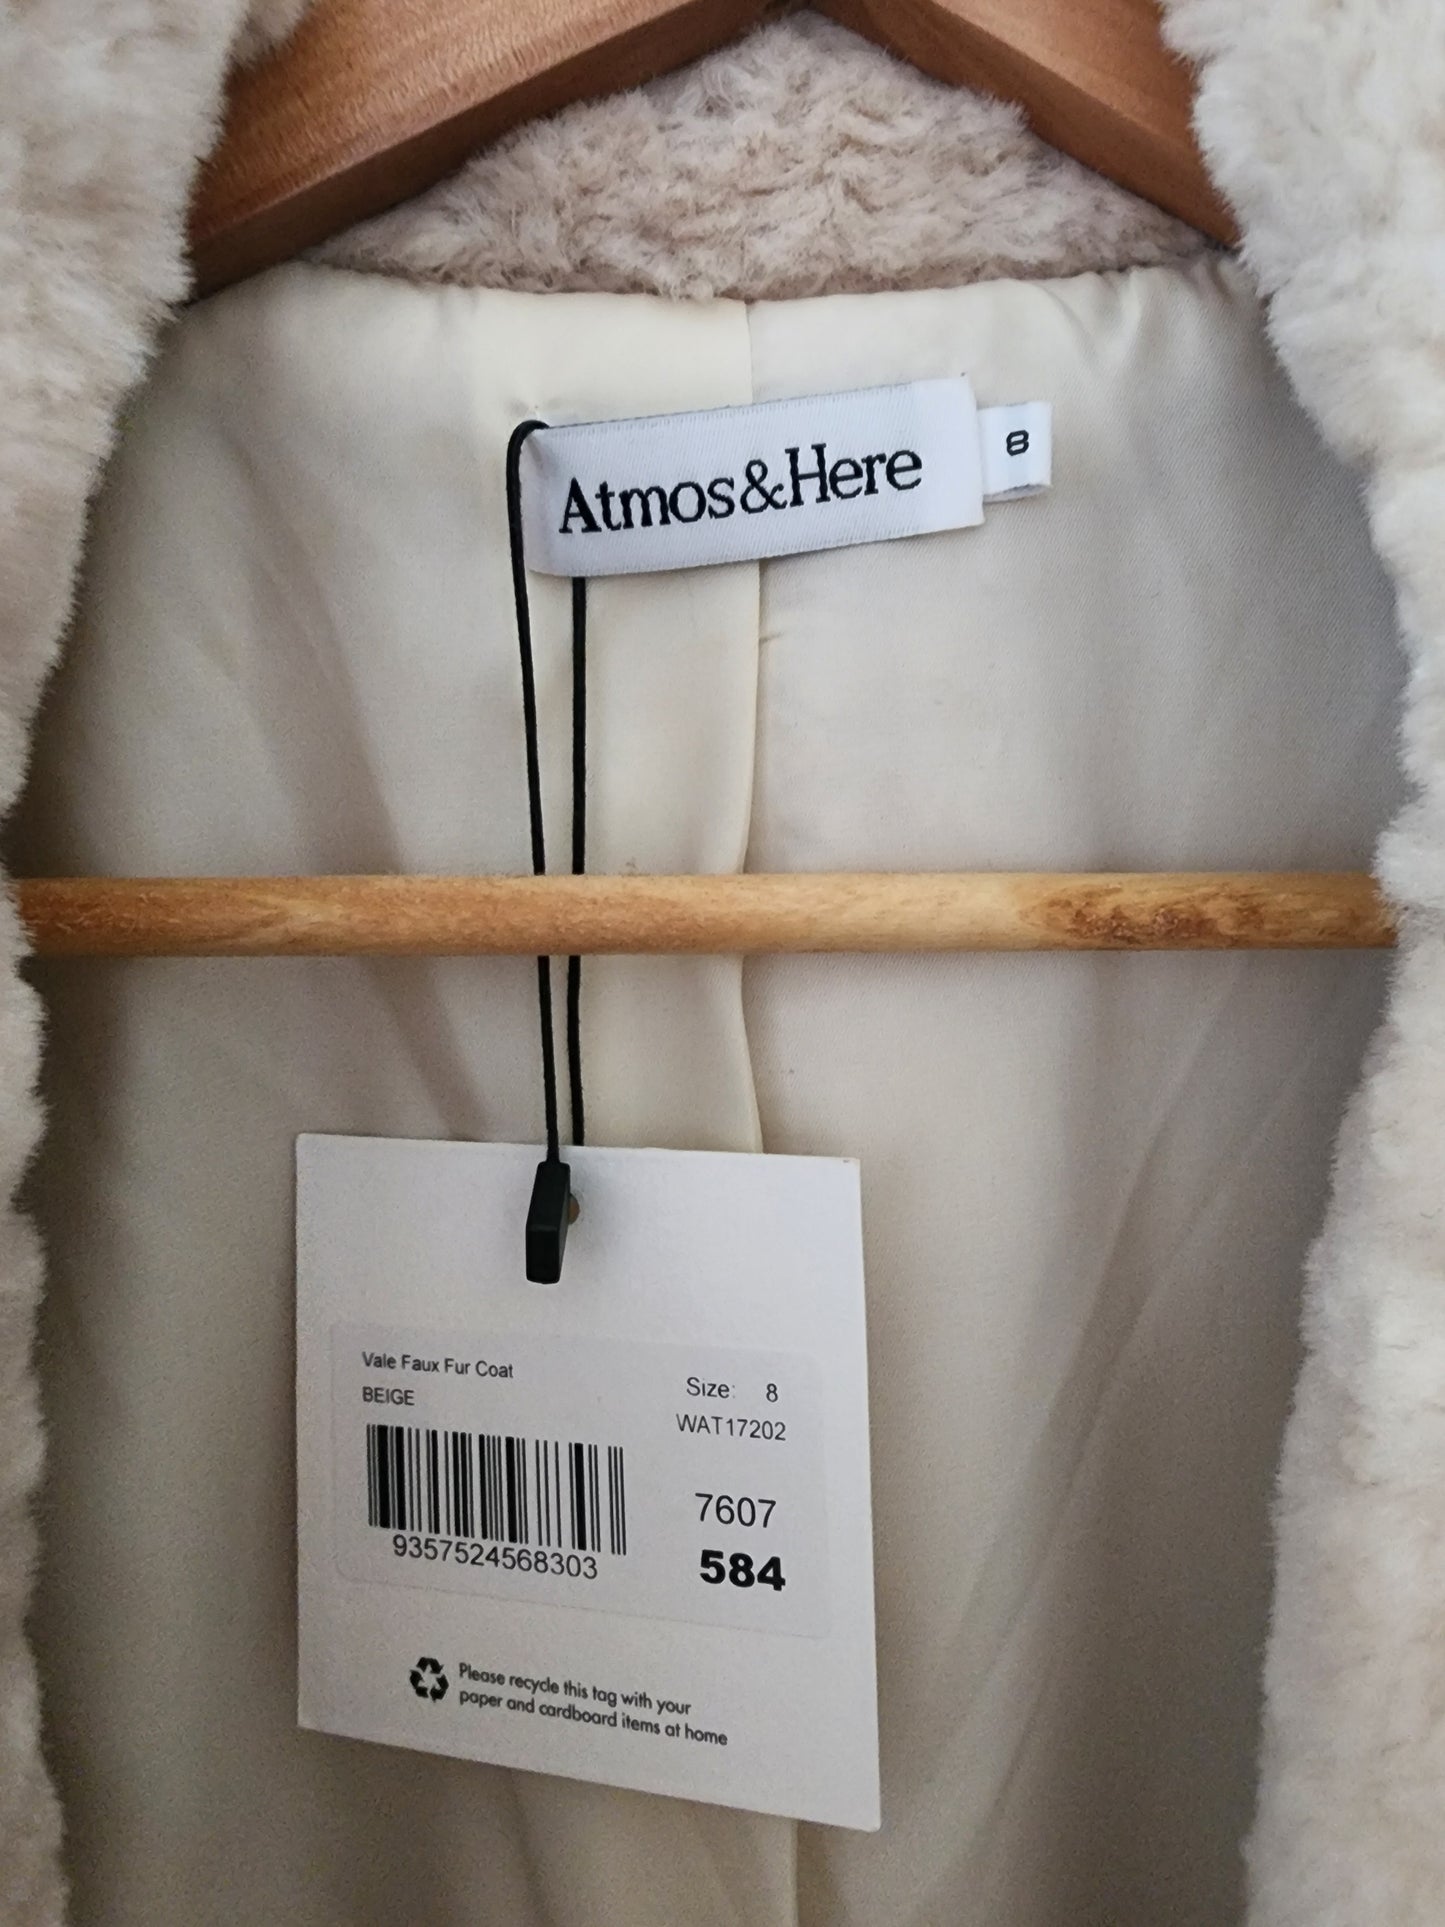 Atmos&Here
8
Vale Faux Fur Coat
BEIGE
Size: 8
WAT17202
9357524568303
7607
584
Please recycle this tag with your
paper and cardboard items at home